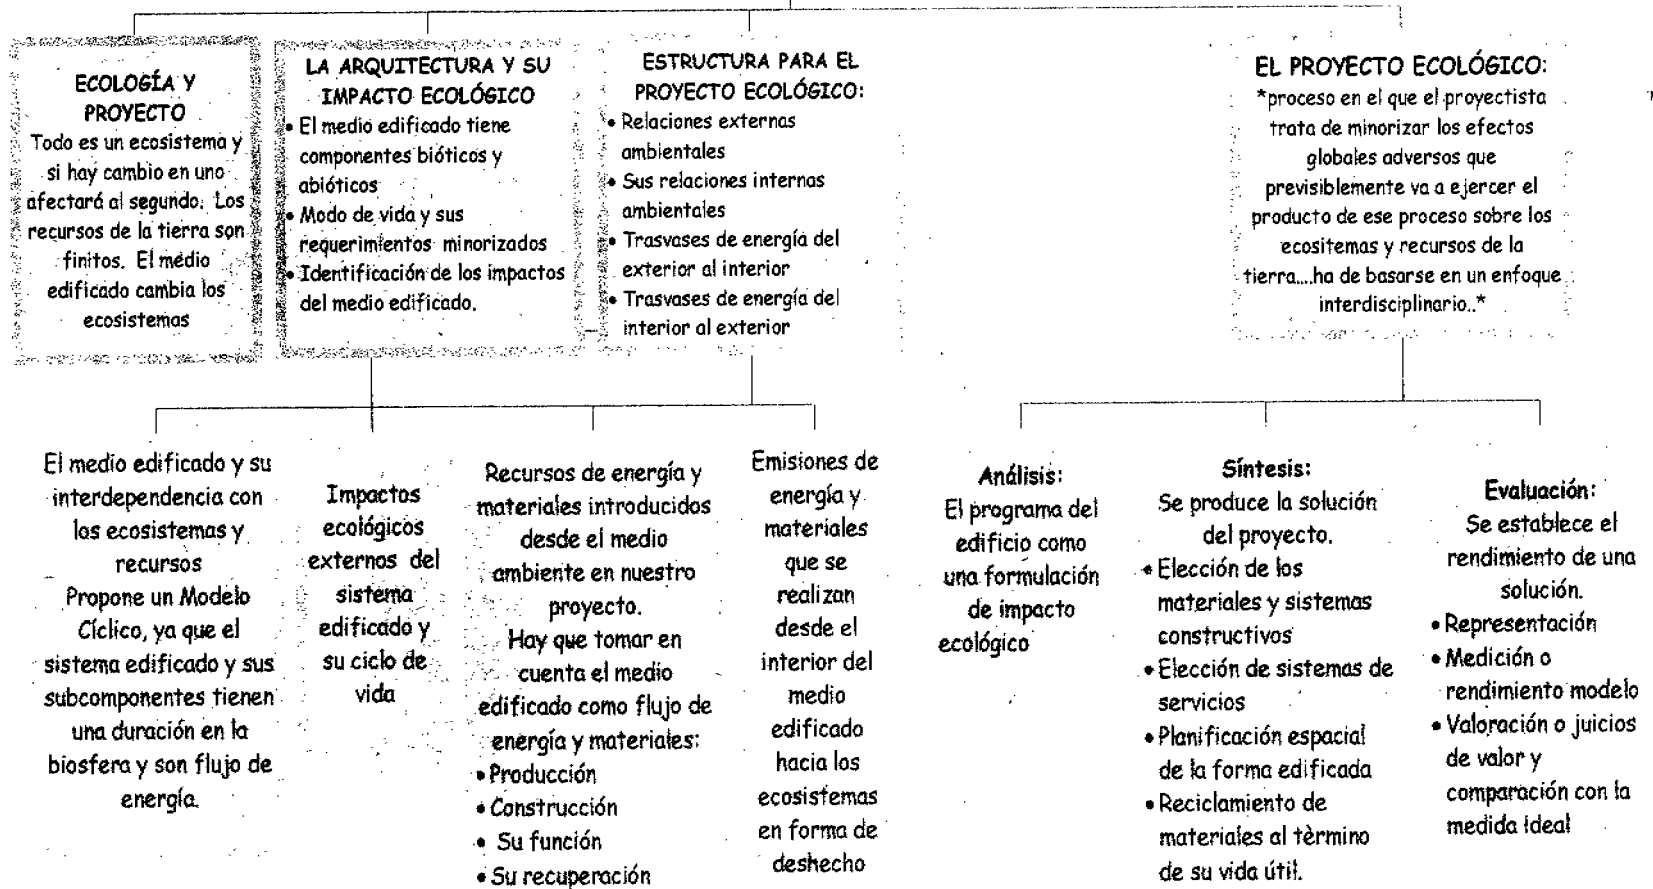 ECOLOGÍA Y
PROYECTO
Todo es un ecosistema y
si hay cambio en uno
afectará al segundo. Los
recursos de la tierra son
finitos. El medio
edificado cambia los
ecosistemas
LA ARQUITECTURA Y SU
IMPACTO ECOLÓGICO
• El medio edificado tiene
componentes bióticos y
abióticos
• Modo de vida y sus
requerimientos minorizados
• Identificación de los impactos
del medio edificado.
ESTRUCTURA PARA EL
PROYECTO ECOLÓGICO:
• Relaciones externas
ambientales
• Sus relaciones internas
ambientales
• Trasvases de energía del
exterior al interior
• Trasvases de energía del
interior al exterior
EL PROYECTO ECOLÓGICO:
*proceso en el que el proyectista
trata de minorizar los efectos
globales adversos que
previsiblemente va a ejercer el
producto de ese proceso sobre los
ecositemas y recursos de la
tierra....ha de basarse en un enfoque
interdisciplinario..*
El medio edificado y su
interdependencia con
los ecosistemas y
recursos
Propone un Modelo
Cíclico, ya que el
sistema edificado y sus
subcomponentes tienen
una duración en la
biosfera y son flujo de
energía.
Impactos
ecológicos
externos del
sistema
edificado y
su ciclo de
vida
Recursos de energía y
materiales introducidos
desde el medio
ambiente en nuestro
proyecto.
Hay que tomar en
cuenta el medio
edificado como flujo de
energía y materiales:
• Producción
• Construcción
• Su función
• Su recuperación
Emisiones de
energía y
materiales
que se
realizan
desde el
interior del
medio
edificado
hacia los
ecosistemas
en forma de
deshecho
Análisis:
El programa del
edificio como
una formulación
de impacto
ecológico
Síntesis:
Se produce la solución
del proyecto.
• Elección de los
materiales y sistemas
constructivos
• Elección de sistemas de
servicios
• Planificación espacial
de la forma edificada
• Reciclamiento de
materiales al tèrmino
de su vida útil.
Evaluación:
Se establece el
rendimiento de una
solución.
• Representación
• Medición o
rendimiento modelo
• Valoración o juicios
de valor y
comparación con la
medida ideal